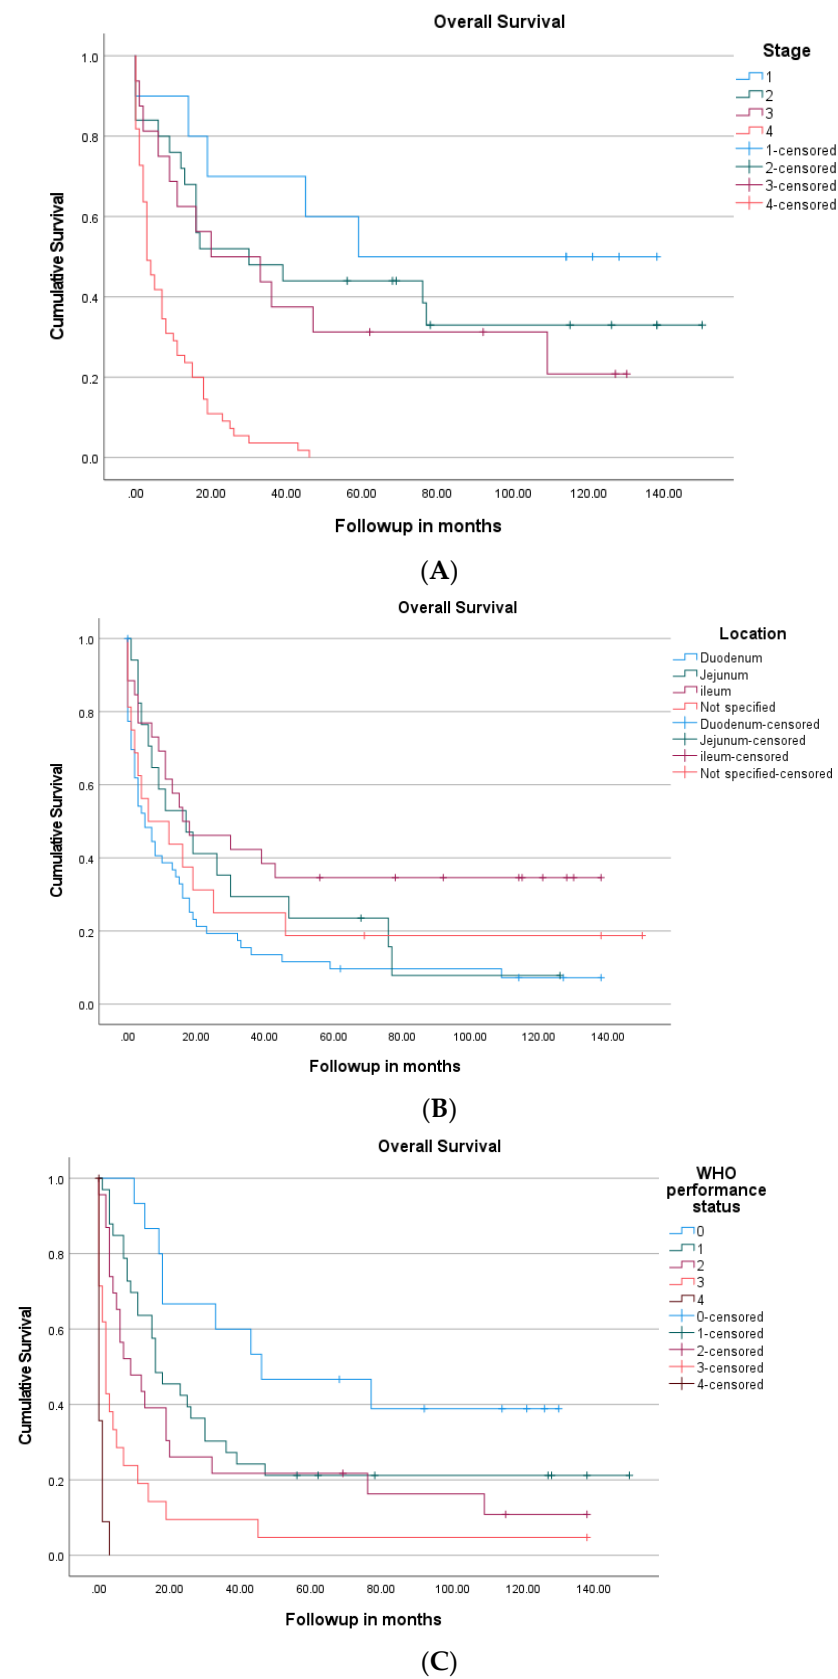 Overall Survival
Stage
1
2
3
4
1-censored
2-censored
3-censored
4-censored
Cumulative Survival
1.0
0.8
0.6
0.4
0.2
0.0
.00 20.00 40.00 60.00 80.00 100.00 120.00 140.00
Followup in months
(A)
Overall Survival
Location
Duodenum
Jejunum
ileum
Not specified
Duodenum-censored
Jejunum-censored
ileum-censored
Not specified-censored
Cumulative Survival
1.0
0.8
0.6
0.4
0.2
0.0
.00 20.00 40.00 60.00 80.00 100.00 120.00 140.00
Followup in months
(B)
Overall Survival
WHO
performance
status
0
1
2
3
4
0-censored
1-censored
2-censored
3-censored
4-censored
Cumulative Survival
1.0
0.8
0.6
0.4
0.2
0.0
.00 20.00 40.00 60.00 80.00 100.00 120.00 140.00
Followup in months
(C)